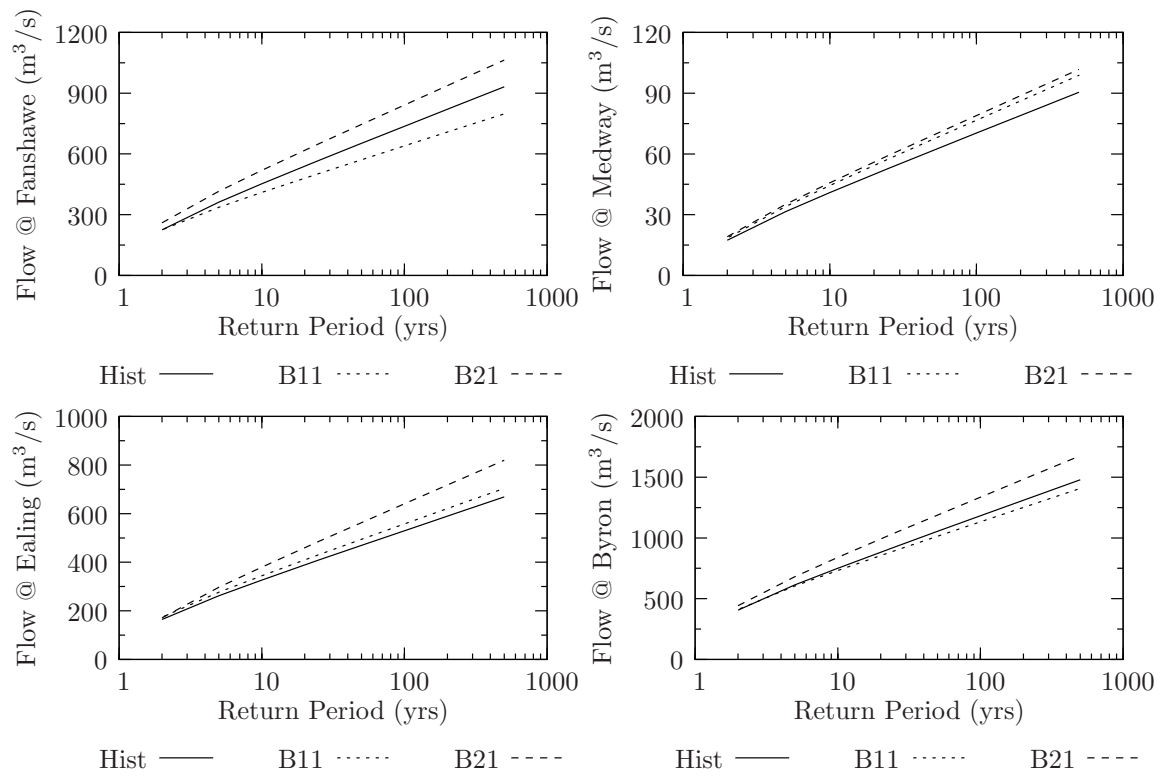 Flow @ Fanshawe (m³/s)
1200
900
600
300
0
1 10 100 1000
Return Period (yrs)
Hist B11 B21
Flow @ Medway (m³/s)
120
90
60
30
0
1 10 100 1000
Return Period (yrs)
Hist B11 B21
Flow @ Ealing (m³/s)
1000
800
600
400
200
0
1 10 100 1000
Return Period (yrs)
Hist B11 B21
Flow @ Byron (m³/s)
2000
1500
1000
500
0
1 10 100 1000
Return Period (yrs)
Hist B11 B21